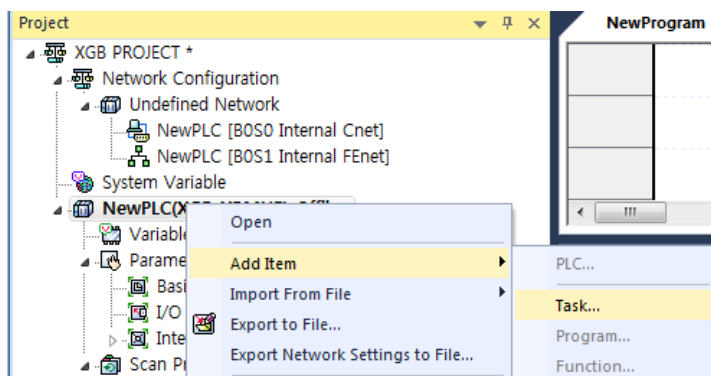 Project
NewProgram
XGB PROJECT *
Network Configuration
Undefined Network
NewPLC [B0S0 Internal Cnet]
NewPLC [B0S1 Internal FEnet]
System Variable
NewPLC(X
Variable
Parame
Basi
I/O
Inte
Scan P
Open
Add Item
Import From File
Export to File...
Export Network Settings to File...
PLC...
Task...
Program...
Function...